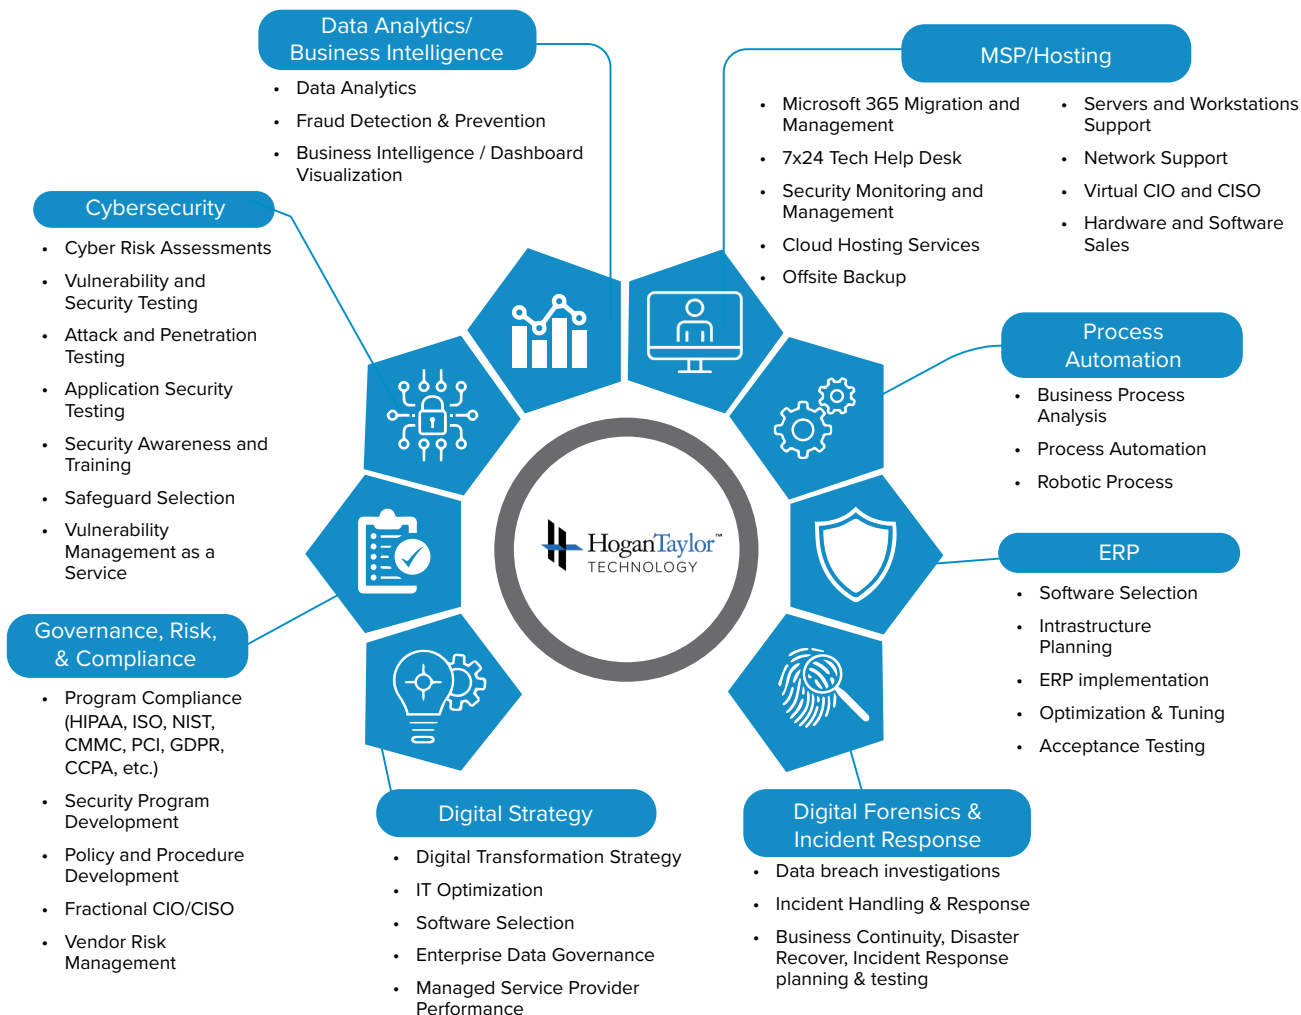 Data Analytics/
Business Intelligence
• Data Analytics
• Fraud Detection & Prevention
• Business Intelligence / Dashboard
Visualization
MSP/Hosting
• Microsoft 365 Migration and
Management
• 7x24 Tech Help Desk
• Security Monitoring and
Management
• Cloud Hosting Services
• Offsite Backup
• Servers and Workstations
Support
• Network Support
• Virtual CIO and CISO
• Hardware and Software
Sales
Cybersecurity
• Cyber Risk Assessments
• Vulnerability and
Security Testing
• Attack and Penetration
Testing
• Application Security
Testing
• Security Awareness and
Training
• Safeguard Selection
• Vulnerability
Management as a
Service
Process
Automation
• Business Process
Analysis
• Process Automation
• Robotic Process
HoganTaylor™
TECHNOLOGY
ERP
• Software Selection
• Intrastructure
Planning
• ERP implementation
• Optimization & Tuning
• Acceptance Testing
Governance, Risk,
& Compliance
• Program Compliance
(HIPAA, ISO, NIST,
CMMC, PCI, GDPR,
CCPA, etc.)
• Security Program
Development
• Policy and Procedure
Development
• Fractional CIO/CISO
• Vendor Risk
Management
Digital Strategy
• Digital Transformation Strategy
• IT Optimization
• Software Selection
• Enterprise Data Governance
• Managed Service Provider
Performance
Digital Forensics &
Incident Response
• Data breach investigations
• Incident Handling & Response
• Business Continuity, Disaster
Recover, Incident Response
planning & testing